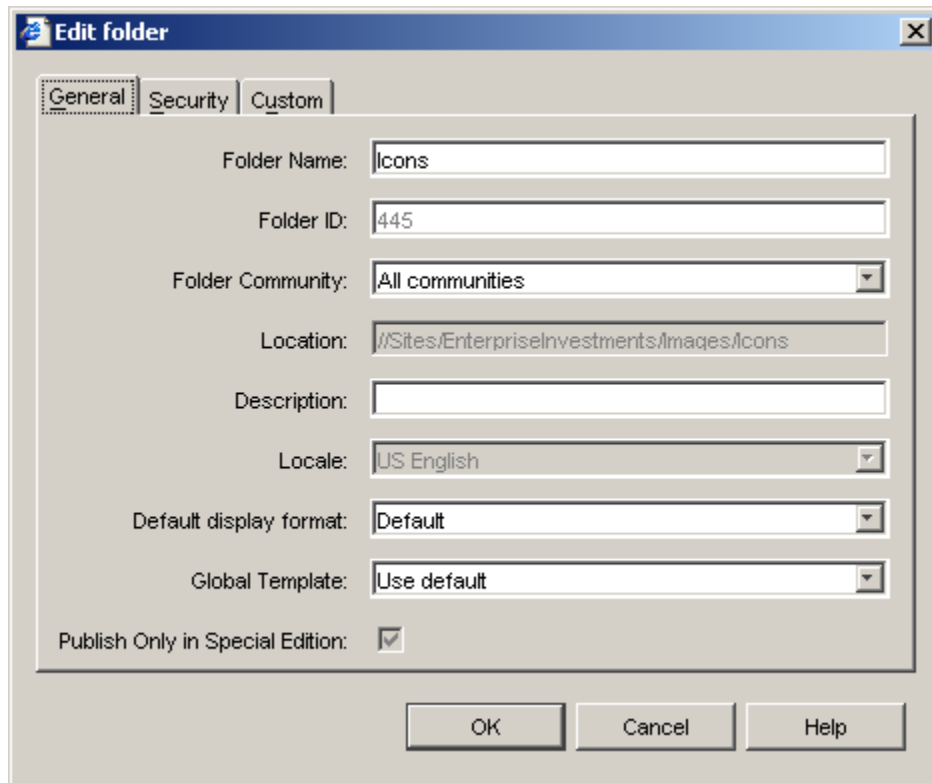 Edit folder
General Security Custom
Folder Name: Icons
Folder ID: 445
Folder Community: All communities
Location: //Sites/EnterpriseInvestments/Images/Icons
Description:
Locale: US English
Default display format: Default
Global Template: Use default
Publish Only in Special Edition:
OK Cancel Help